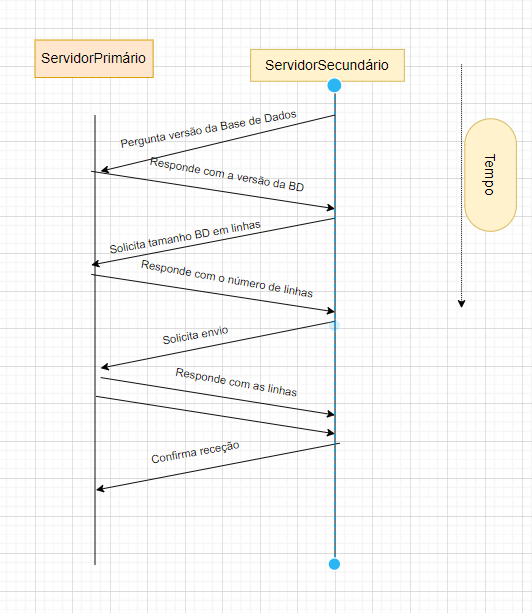 ServidorPrimário
ServidorSecundário
Pergunta versão da Base de Dados
Responde com a versão da BD
Tempo
Solicita tamanho BD em linhas
Responde com o número de linhas
Solicita envio
Responde com as linhas
Confirma receção